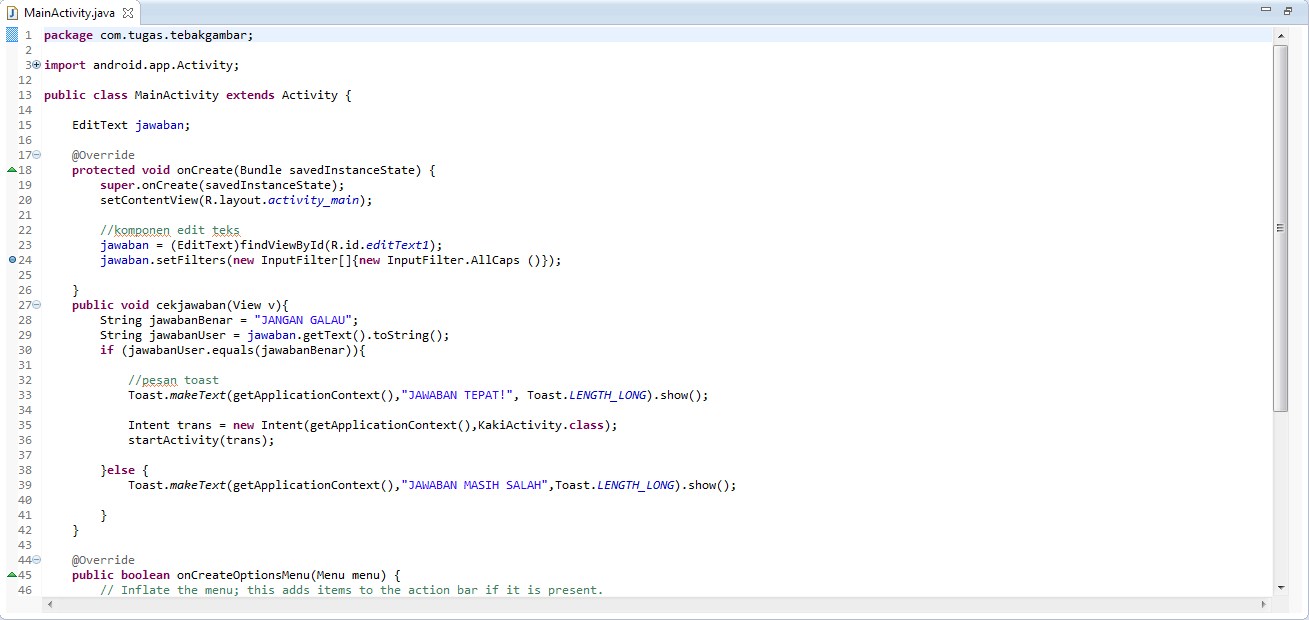 MainActivity.java
1 package com.tugas.tebakgambar;
2
3 import android.app.Activity;
12
13 public class MainActivity extends Activity {
14
15 EditText jawaban;
16
17 @Override
18 protected void onCreate(Bundle savedInstanceState) {
19 super.onCreate(savedInstanceState);
20 setContentView(R.layout.activity_main);
21
22 //komponen edit teks
23 jawaban = (EditText)findViewById(R.id.editText1);
24 jawaban.setFilters(new InputFilter[]{new InputFilter.AllCaps ()});
25
26 }
27 public void cekjawaban(View v){
28 String jawabanBenar = "JANGAN GALAU";
29 String jawabanUser = jawaban.getText().toString();
30 if (jawabanUser.equals(jawabanBenar)){
31
32 //pesan toast
33 Toast.makeText(getApplicationContext(),"JAWABAN TEPAT!", Toast.LENGTH_LONG).show();
34
35 Intent trans = new Intent(getApplicationContext(),KakiActivity.class);
36 startActivity(trans);
37
38 }else {
39 Toast.makeText(getApplicationContext(),"JAWABAN MASIH SALAH",Toast.LENGTH_LONG).show();
40
41 }
42 }
43
44 @Override
45 public boolean onCreateOptionsMenu(Menu menu) {
46 // Inflate the menu; this adds items to the action bar if it is present.